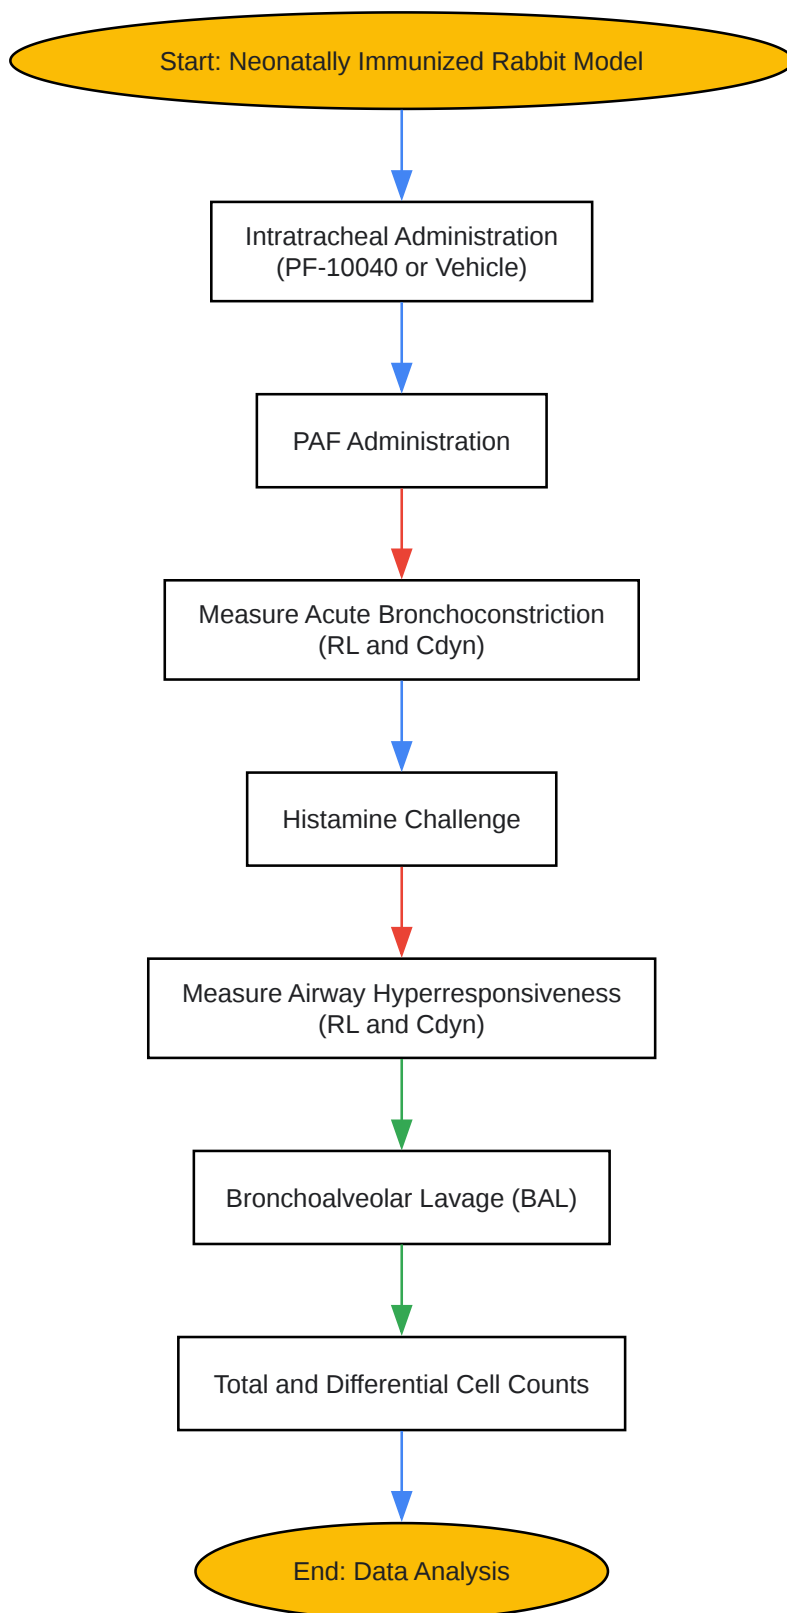 Start: Neonatally Immunized Rabbit Model
Intratracheal Administration
(PF-10040 or Vehicle)
PAF Administration
Measure Acute Bronchoconstriction
(RL and Cdyn)
Histamine Challenge
Measure Airway Hyperresponsiveness
(RL and Cdyn)
Bronchoalveolar Lavage (BAL)
Total and Differential Cell Counts
End: Data Analysis